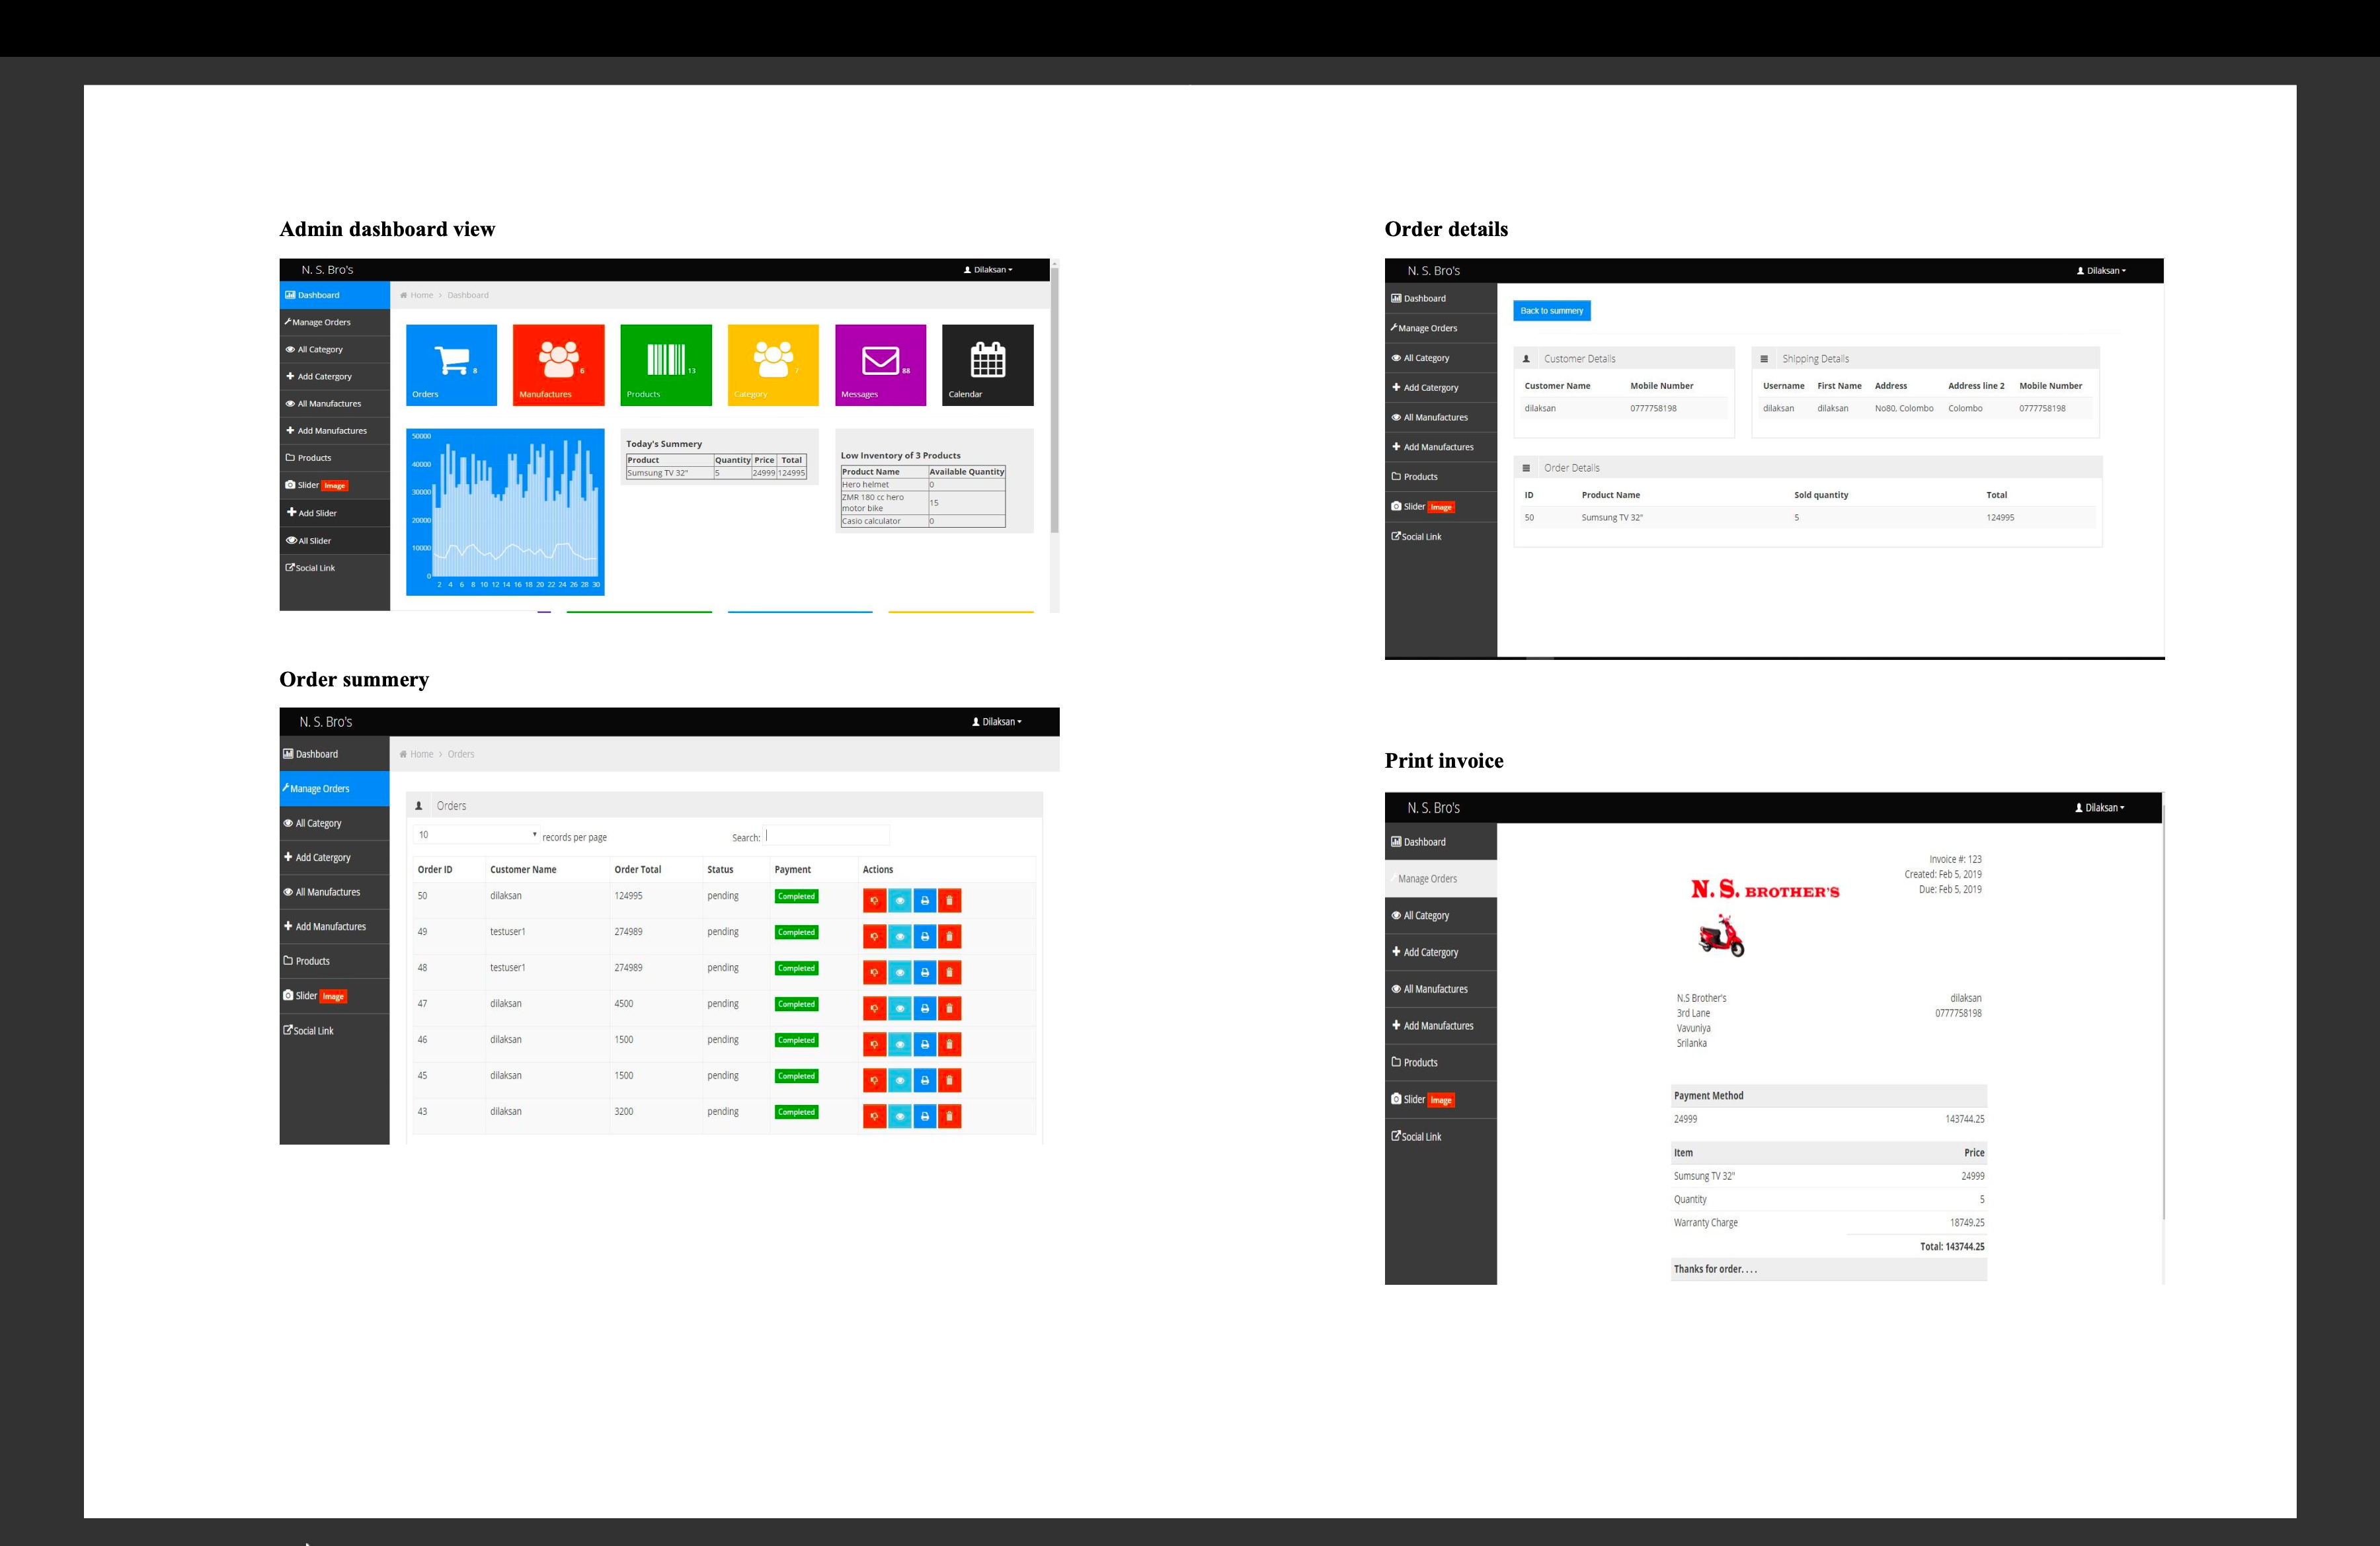 Admin dashboard view
N. S. Bro's
Dilaksan
Dashboard
Manage Orders
All Category
Add Catergory
All Manufactures
Add Manufactures
Products
Slider Image
Add Slider
All Slider
Social Link
Home > Dashboard
8
Orders
6
Manufactures
13
Products
7
Category
88
Messages
Calendar
50000
40000
30000
20000
10000
0
2 4 6 8 10 12 14 16 18 20 22 24 26 28 30
Today's Summery
Product Quantity Price Total
Sumsung TV 32" 5 24999 124995
Low Inventory of 3 Products
Product Name Available Quantity
Hero helmet 0
ZMR 180 cc hero
motor bike 15
Casio calculator 0
Order summery
N. S. Bro's
Dilaksan
Dashboard
Manage Orders
All Category
Add Catergory
All Manufactures
Add Manufactures
Products
Slider Image
Social Link
Home > Orders
Orders
10 records per page Search:
Order ID Customer Name Order Total Status Payment Actions
50 dilaksan 124995 pending Completed
49 testuser1 274989 pending Completed
48 testuser1 274989 pending Completed
47 dilaksan 4500 pending Completed
46 dilaksan 1500 pending Completed
45 dilaksan 1500 pending Completed
43 dilaksan 3200 pending Completed
Order details
N. S. Bro's
Dilaksan
Dashboard
Manage Orders
All Category
Add Catergory
All Manufactures
Add Manufactures
Products
Slider Image
Social Link
Back to summery
Customer Details
Customer Name Mobile Number
dilaksan 0777758198
Shipping Details
Username First Name Address Address line 2 Mobile Number
dilaksan dilaksan No80, Colombo Colombo 0777758198
Order Details
ID Product Name Sold quantity Total
50 Sumsung TV 32" 5 124995
Print invoice
N. S. Bro's
Dilaksan
Dashboard
Manage Orders
All Category
Add Catergory
All Manufactures
Add Manufactures
Products
Slider Image
Social Link
N. S. BROTHER'S
Invoice #: 123
Created: Feb 5, 2019
Due: Feb 5, 2019
N.S Brother's
3rd Lane
Vavuniya
Srilanka
dilaksan
0777758198
Payment Method
24999 143744.25
Item Price
Sumsung TV 32" 24999
Quantity 5
Warranty Charge 18749.25
Total: 143744.25
Thanks for order. . . .